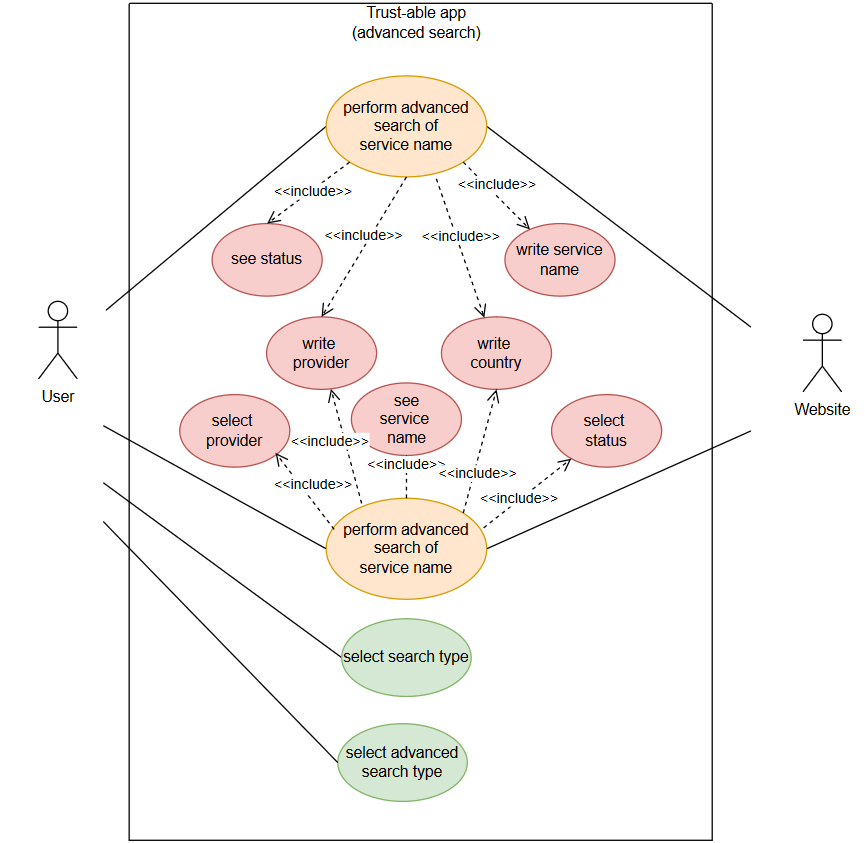 Trust-able app
(advanced search)
perform advanced
search of
service name
<<include>>
<<include>>
<<include>>
<<include>>
see status
write service
name
write
provider
write
country
User
Website
select
provider
see
service
name
select
status
<<include>>
<<include>>
<<include>>
<<include>>
<<include>>
perform advanced
search of
service name
select search type
select advanced
search type